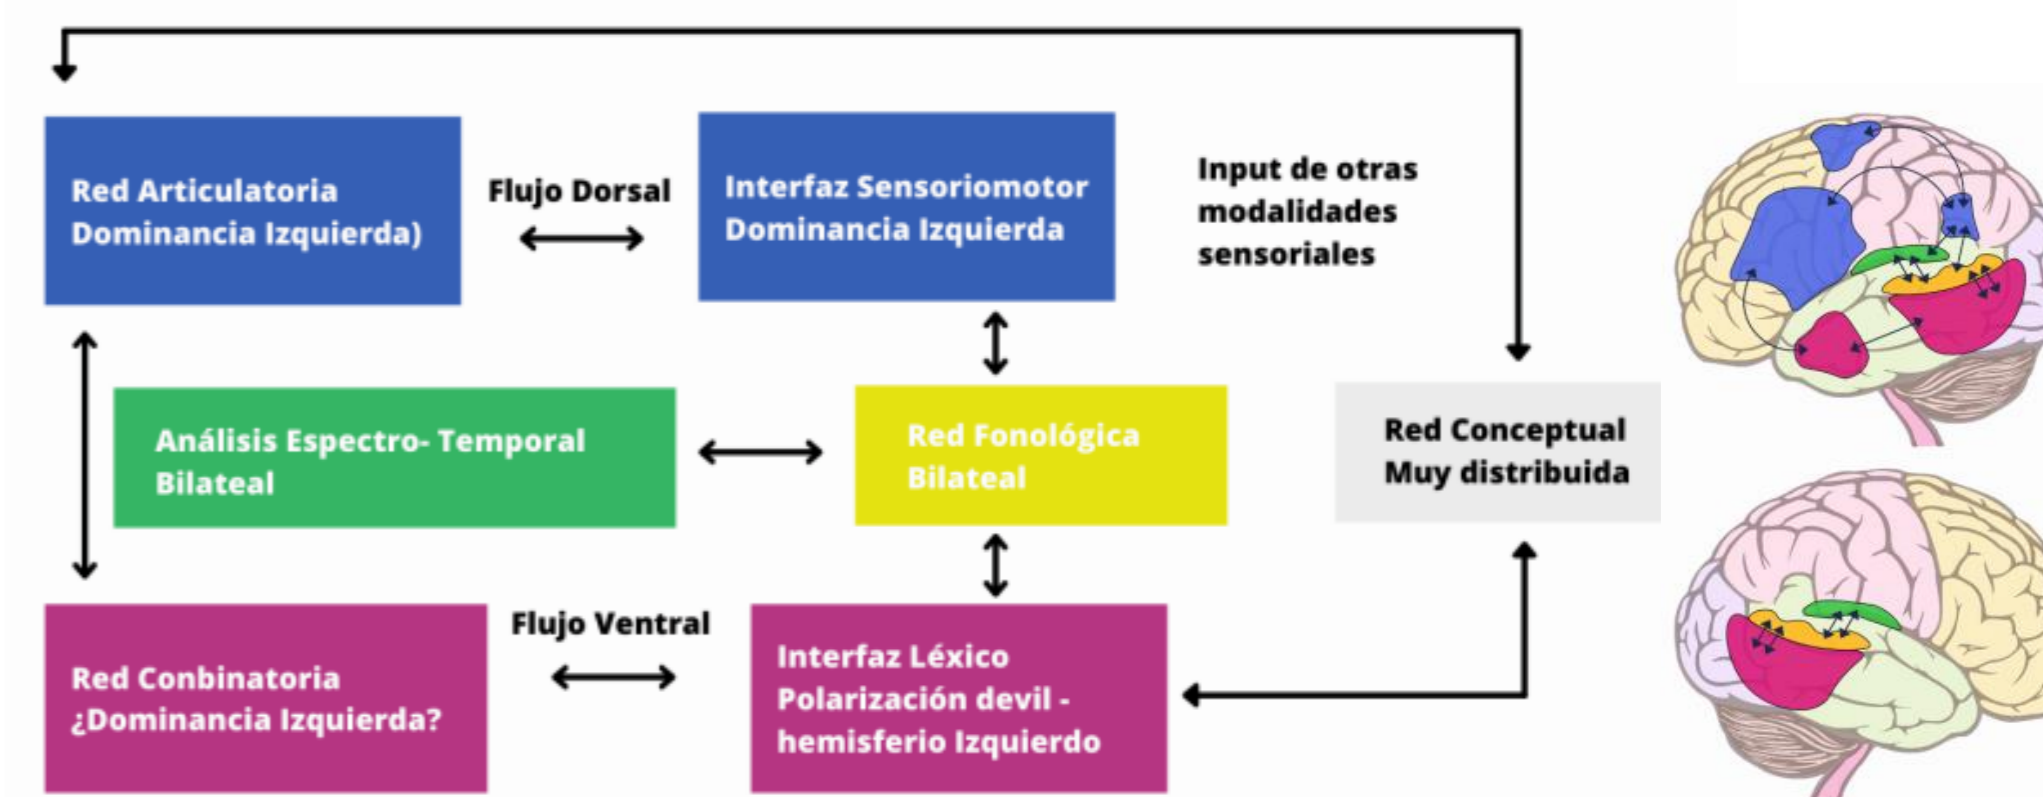 Red Articulatoria
Dominancia Izquierda)
Flujo Dorsal
Interfaz Sensoriomotor
Dominancia Izquierda
Input de otras
modalidades
sensoriales
Análisis Espectro- Temporal
Bilateal
Red Fonológica
Bilateal
Red Conceptual
Muy distribuida
Red Conbinatoria
¿Dominancia Izquierda?
Flujo Ventral
Interfaz Léxico
Polarización devil -
hemisferio Izquierdo